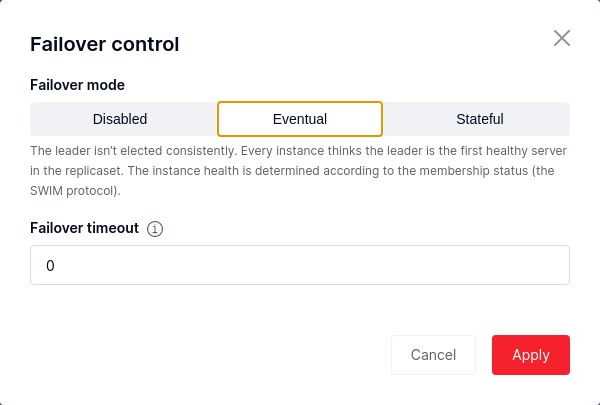 Failover control
Failover mode
Disabled
Eventual
Stateful
The leader isn’t elected consistently. Every instance thinks the leader is the first healthy server
in the replicaset. The instance health is determined according to the membership status (the
SWIM protocol).
Failover timeout
0
Cancel
Apply